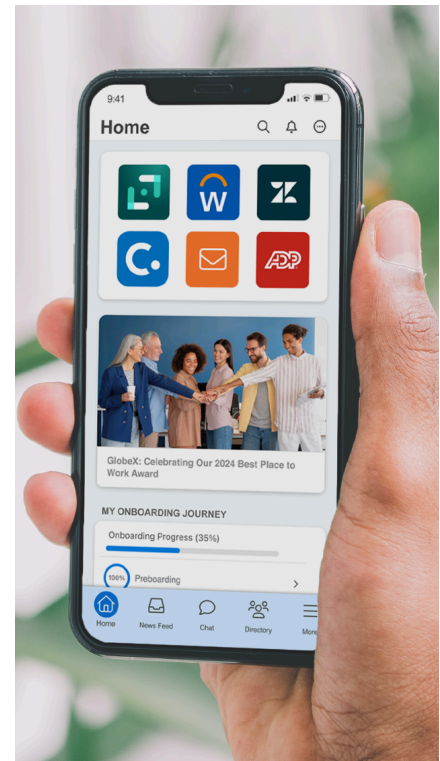 9:41
Home
W
C.
ADP
GlobeX: Celebrating Our 2024 Best Place to
Work Award
MY ONBOARDING JOURNEY
Onboarding Progress (35%)
100% Preboarding
Home News Feed Chat Directory More